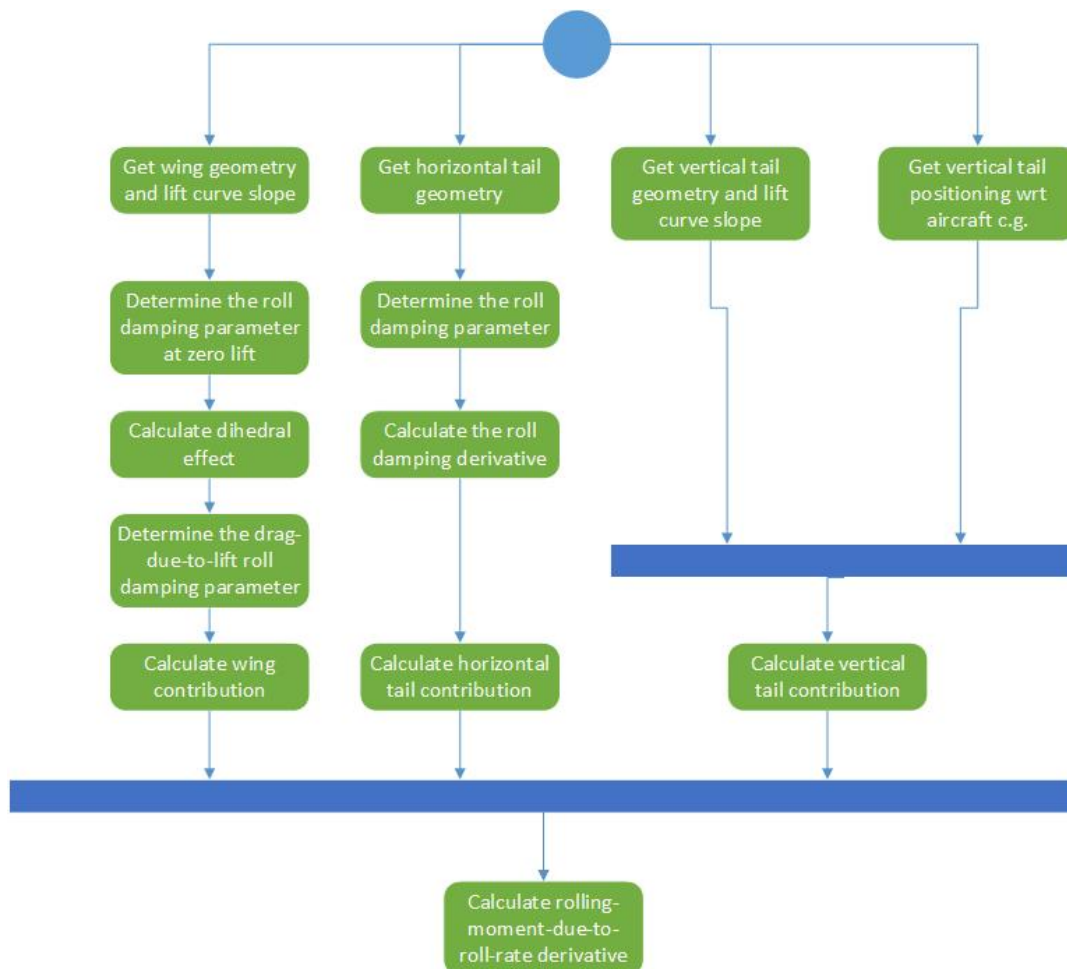 Get wing geometry
and lift curve slope
Get horizontal tail
geometry
Get vertical tail
geometry and lift
curve slope
Get vertical tail
positioning wrt
aircraft c.g.
Determine the roll
damping parameter
at zero lift
Determine the roll
damping parameter
Calculate dihedral
effect
Calculate the roll
damping derivative
Determine the drag-
due-to-lift roll
damping parameter
Calculate wing
contribution
Calculate horizontal
tail contribution
Calculate vertical
tail contribution
Calculate rolling-
moment-due-to-
roll-rate derivative